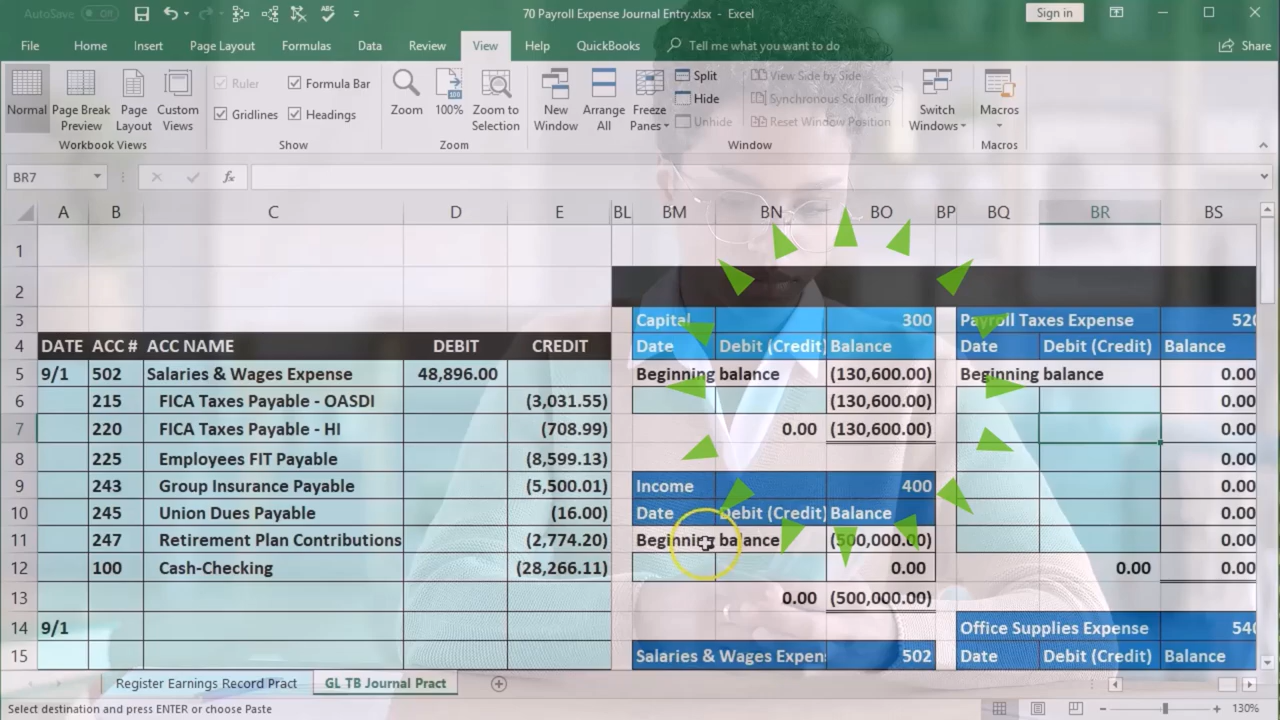 AutoSave Off 70 Payroll Expense Journal Entry.xlsx - Excel Sign in
File Home Insert Page Layout Formulas Data Review View Help QuickBooks Tell me what you want to do Share
Normal Page Break Preview Page Layout Custom Views Ruler Formula Bar Gridlines Headings Zoom 100% Zoom to Selection New Window Arrange All Freeze Panes Split Hide Unhide View Side by Side Synchronous Scrolling Reset Window Position Switch Windows Macros
Workbook Views Show Zoom Window Macros
BR7 fx
A B C D E BL BM BN BO BP BQ BR BS
1
2
3 Capital 300 Payroll Taxes Expense 520
4 DATE ACC # ACC NAME DEBIT CREDIT Date Debit (Credit) Balance Date Debit (Credit) Balance
5 9/1 502 Salaries & Wages Expense 48,896.00 Beginning balance (130,600.00) Beginning balance 0.00
6 215 FICA Taxes Payable - OASDI (3,031.55) (130,600.00) 0.00
7 220 FICA Taxes Payable - HI (708.99) 0.00 (130,600.00) 0.00
8 225 Employees FIT Payable (8,599.13) 0.00
9 243 Group Insurance Payable (5,500.01) Income 400 0.00
10 245 Union Dues Payable (16.00) Date Debit (Credit) Balance 0.00
11 247 Retirement Plan Contributions (2,774.20) Beginning balance (500,000.00) 0.00
12 100 Cash-Checking (28,266.11) 0.00 0.00 0.00
13 0.00 (500,000.00)
14 9/1 Office Supplies Expense 540
15 Salaries & Wages Expen 502 Date Debit (Credit) Balance
Register Earnings Record Pract GL TB Journal Pract
Select destination and press ENTER or choose Paste 130%